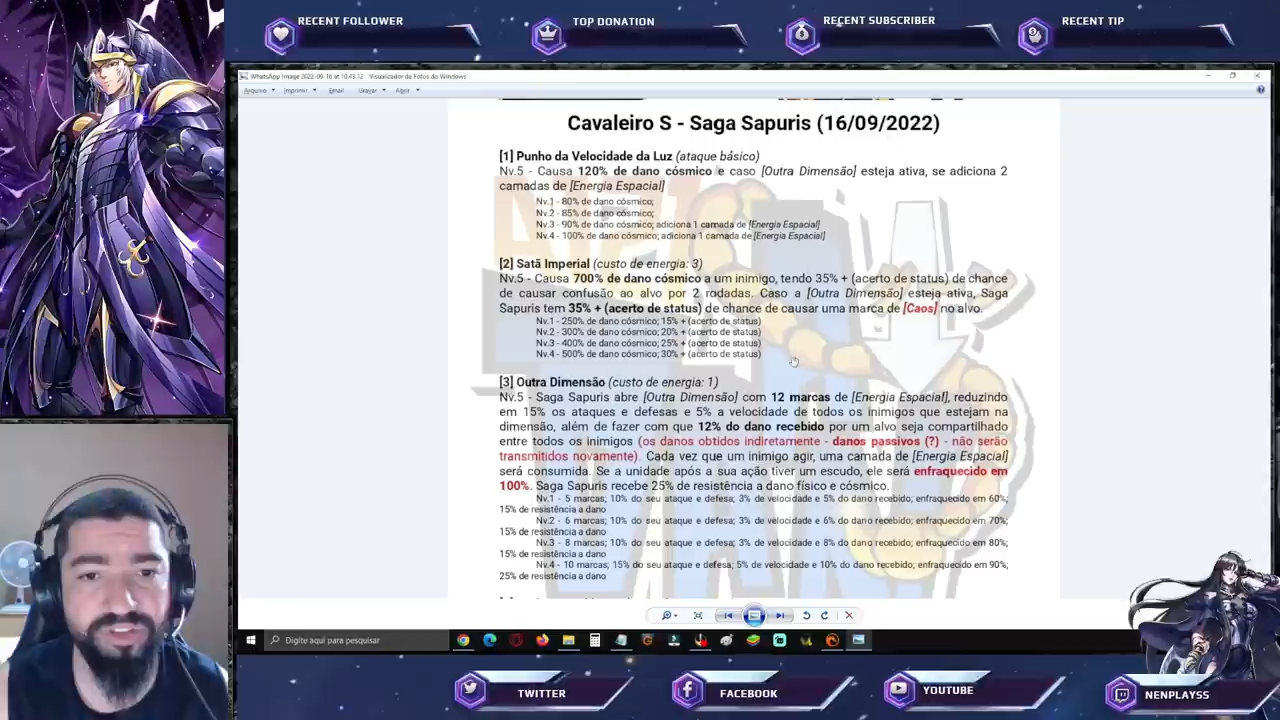 RECENT FOLLOWER
TOP DONATION
RECENT SUBSCRIBER
RECENT TIP
WhatsApp Image 2022-09-16 at 10.43.12 - Visualizador de Fotos do Windows
Arquivo
Imprimir
Email
Gravar
Abrir
Cavaleiro S - Saga Sapuris (16/09/2022)
[1] Punho da Velocidade da Luz (ataque básico)
Nv.5 - Causa 120% de dano cósmico e caso [Outra Dimensão] esteja ativa, se adiciona 2
camadas de [Energia Espacial]
Nv.1 - 80% de dano cósmico;
Nv.2 - 85% de dano cósmico;
Nv.3 - 90% de dano cósmico; adiciona 1 camada de [Energia Espacial]
Nv.4 - 100% de dano cósmico; adiciona 1 camada de [Energia Espacial]
[2] Satã Imperial (custo de energia: 3)
Nv.5 - Causa 700% de dano cósmico a um inimigo, tendo 35% + (acerto de status) de chance
de causar confusão ao alvo por 2 rodadas. Caso a [Outra Dimensão] esteja ativa, Saga
Sapuris tem 35% + (acerto de status) de chance de causar uma marca de [Caos] no alvo.
Nv.1 - 250% de dano cósmico; 15% + (acerto de status)
Nv.2 - 300% de dano cósmico; 20% + (acerto de status)
Nv.3 - 400% de dano cósmico; 25% + (acerto de status)
Nv.4 - 500% de dano cósmico; 30% + (acerto de status)
[3] Outra Dimensão (custo de energia: 1)
Nv.5 - Saga Sapuris abre [Outra Dimensão] com 12 marcas de [Energia Espacial], reduzindo
em 15% os ataques e defesas e 5% a velocidade de todos os inimigos que estejam na
dimensão, além de fazer com que 12% do dano recebido por um alvo seja compartilhado
entre todos os inimigos (os danos obtidos indiretamente - danos passivos (?) - não serão
transmitidos novamente). Cada vez que um inimigo agir, uma camada de [Energia Espacial]
será consumida. Se a unidade após a sua ação tiver um escudo, ele será enfraquecido em
100%. Saga Sapuris recebe 25% de resistência a dano físico e cósmico.
Nv.1 - 5 marcas; 10% do seu ataque e defesa; 3% de velocidade e 5% do dano recebido; enfraquecido em 60%;
15% de resistência a dano
Nv.2 - 6 marcas; 10% do seu ataque e defesa; 3% de velocidade e 6% do dano recebido; enfraquecido em 70%;
15% de resistência a dano
Nv.3 - 8 marcas; 10% do seu ataque e defesa; 3% de velocidade e 8% do dano recebido; enfraquecido em 80%;
15% de resistência a dano
Nv.4 - 10 marcas; 15% do seu ataque e defesa; 5% de velocidade e 10% do dano recebido; enfraquecido em 90%;
25% de resistência a dano
Digite aqui para pesquisar
TWITTER
FACEBOOK
YOUTUBE
NENPLAYSS